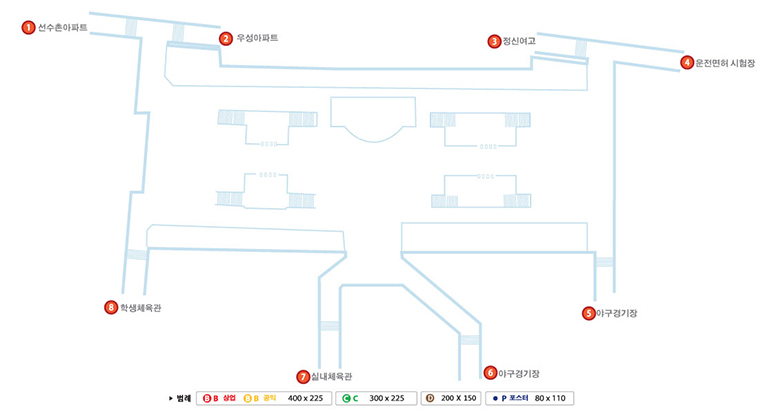 1 선수촌아파트
2 우성아파트
3 정신여고
4 운전면허 시험장
8 학생체육관
5 야구경기장
7 실내체육관
6 야구경기장
▶ 범례 B B 상업 B B 공익 400 x 225 C C 300 x 225 D 200 X 150 ● P 포스터 80 x 110